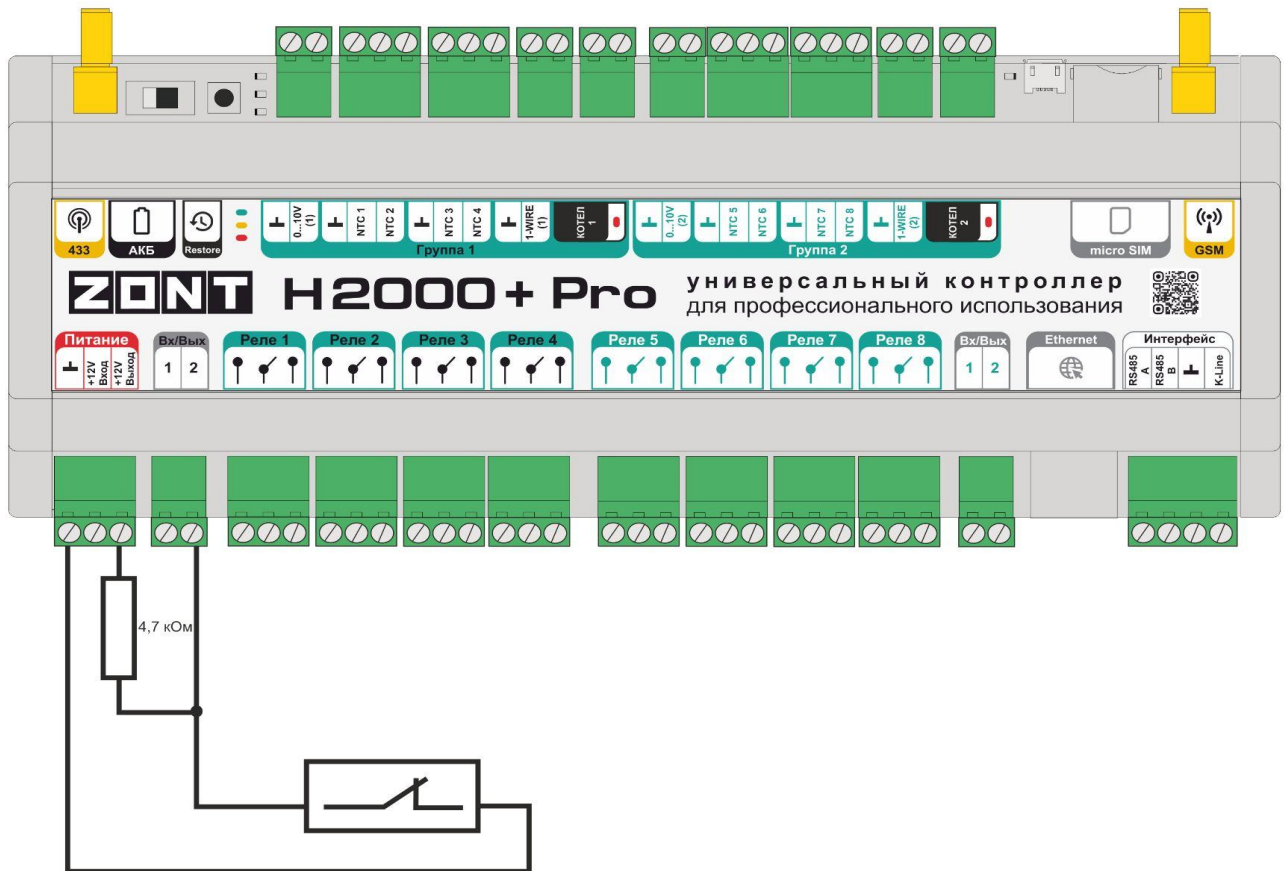 433
АКБ
Restore
0...10V (1)
NTC 1
NTC 2
NTC 3
NTC 4
1-WIRE (1)
КОТЕЛ 1
Группа 1
0...10V (2)
NTC 5
NTC 6
NTC 7
NTC 8
1-WIRE (2)
КОТЕЛ 2
Группа 2
micro SIM
GSM
ZONT H2000+ Pro
универсальный контроллер
для профессионального использования
Питание
+12V Вход
+12V Выход
Вх/Вых
1 2
Реле 1
Реле 2
Реле 3
Реле 4
Реле 5
Реле 6
Реле 7
Реле 8
Вх/Вых
1 2
Ethernet
Интерфейс
RS485 A
RS485 B
K-Line
4,7 кОм